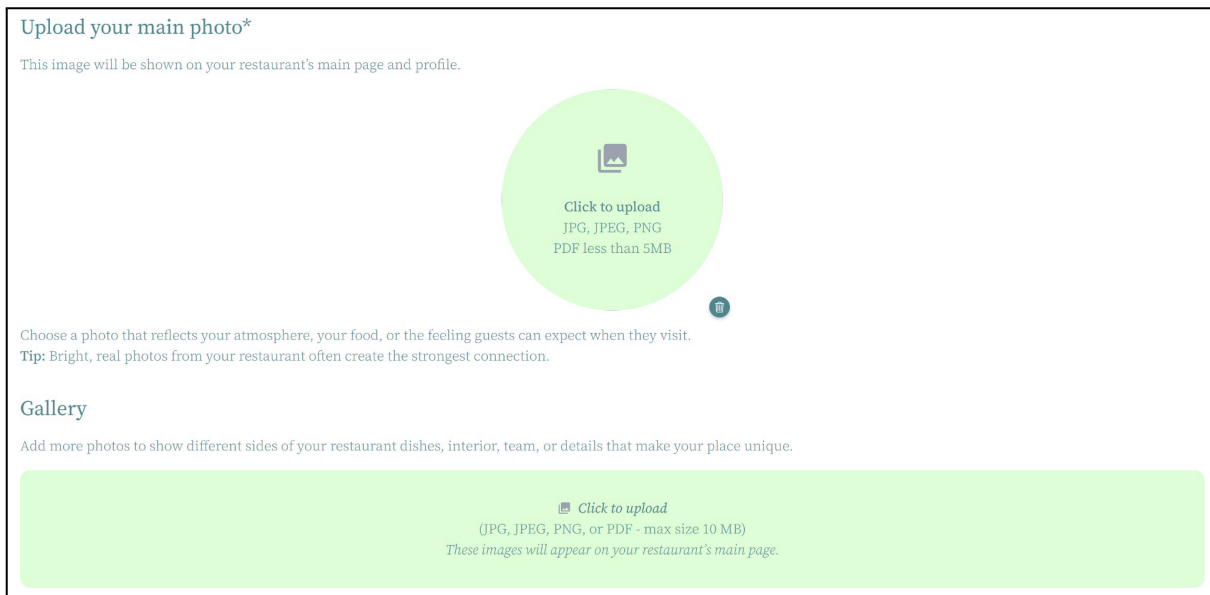 Upload your main photo*
This image will be shown on your restaurant's main page and profile.
Click to upload
JPG, JPEG, PNG
PDF less than 5MB
Choose a photo that reflects your atmosphere, your food, or the feeling guests can expect when they visit.
Tip: Bright, real photos from your restaurant often create the strongest connection.
Gallery
Add more photos to show different sides of your restaurant dishes, interior, team, or details that make your place unique.
Click to upload
(JPG, JPEG, PNG, or PDF - max size 10 MB)
These images will appear on your restaurant's main page.